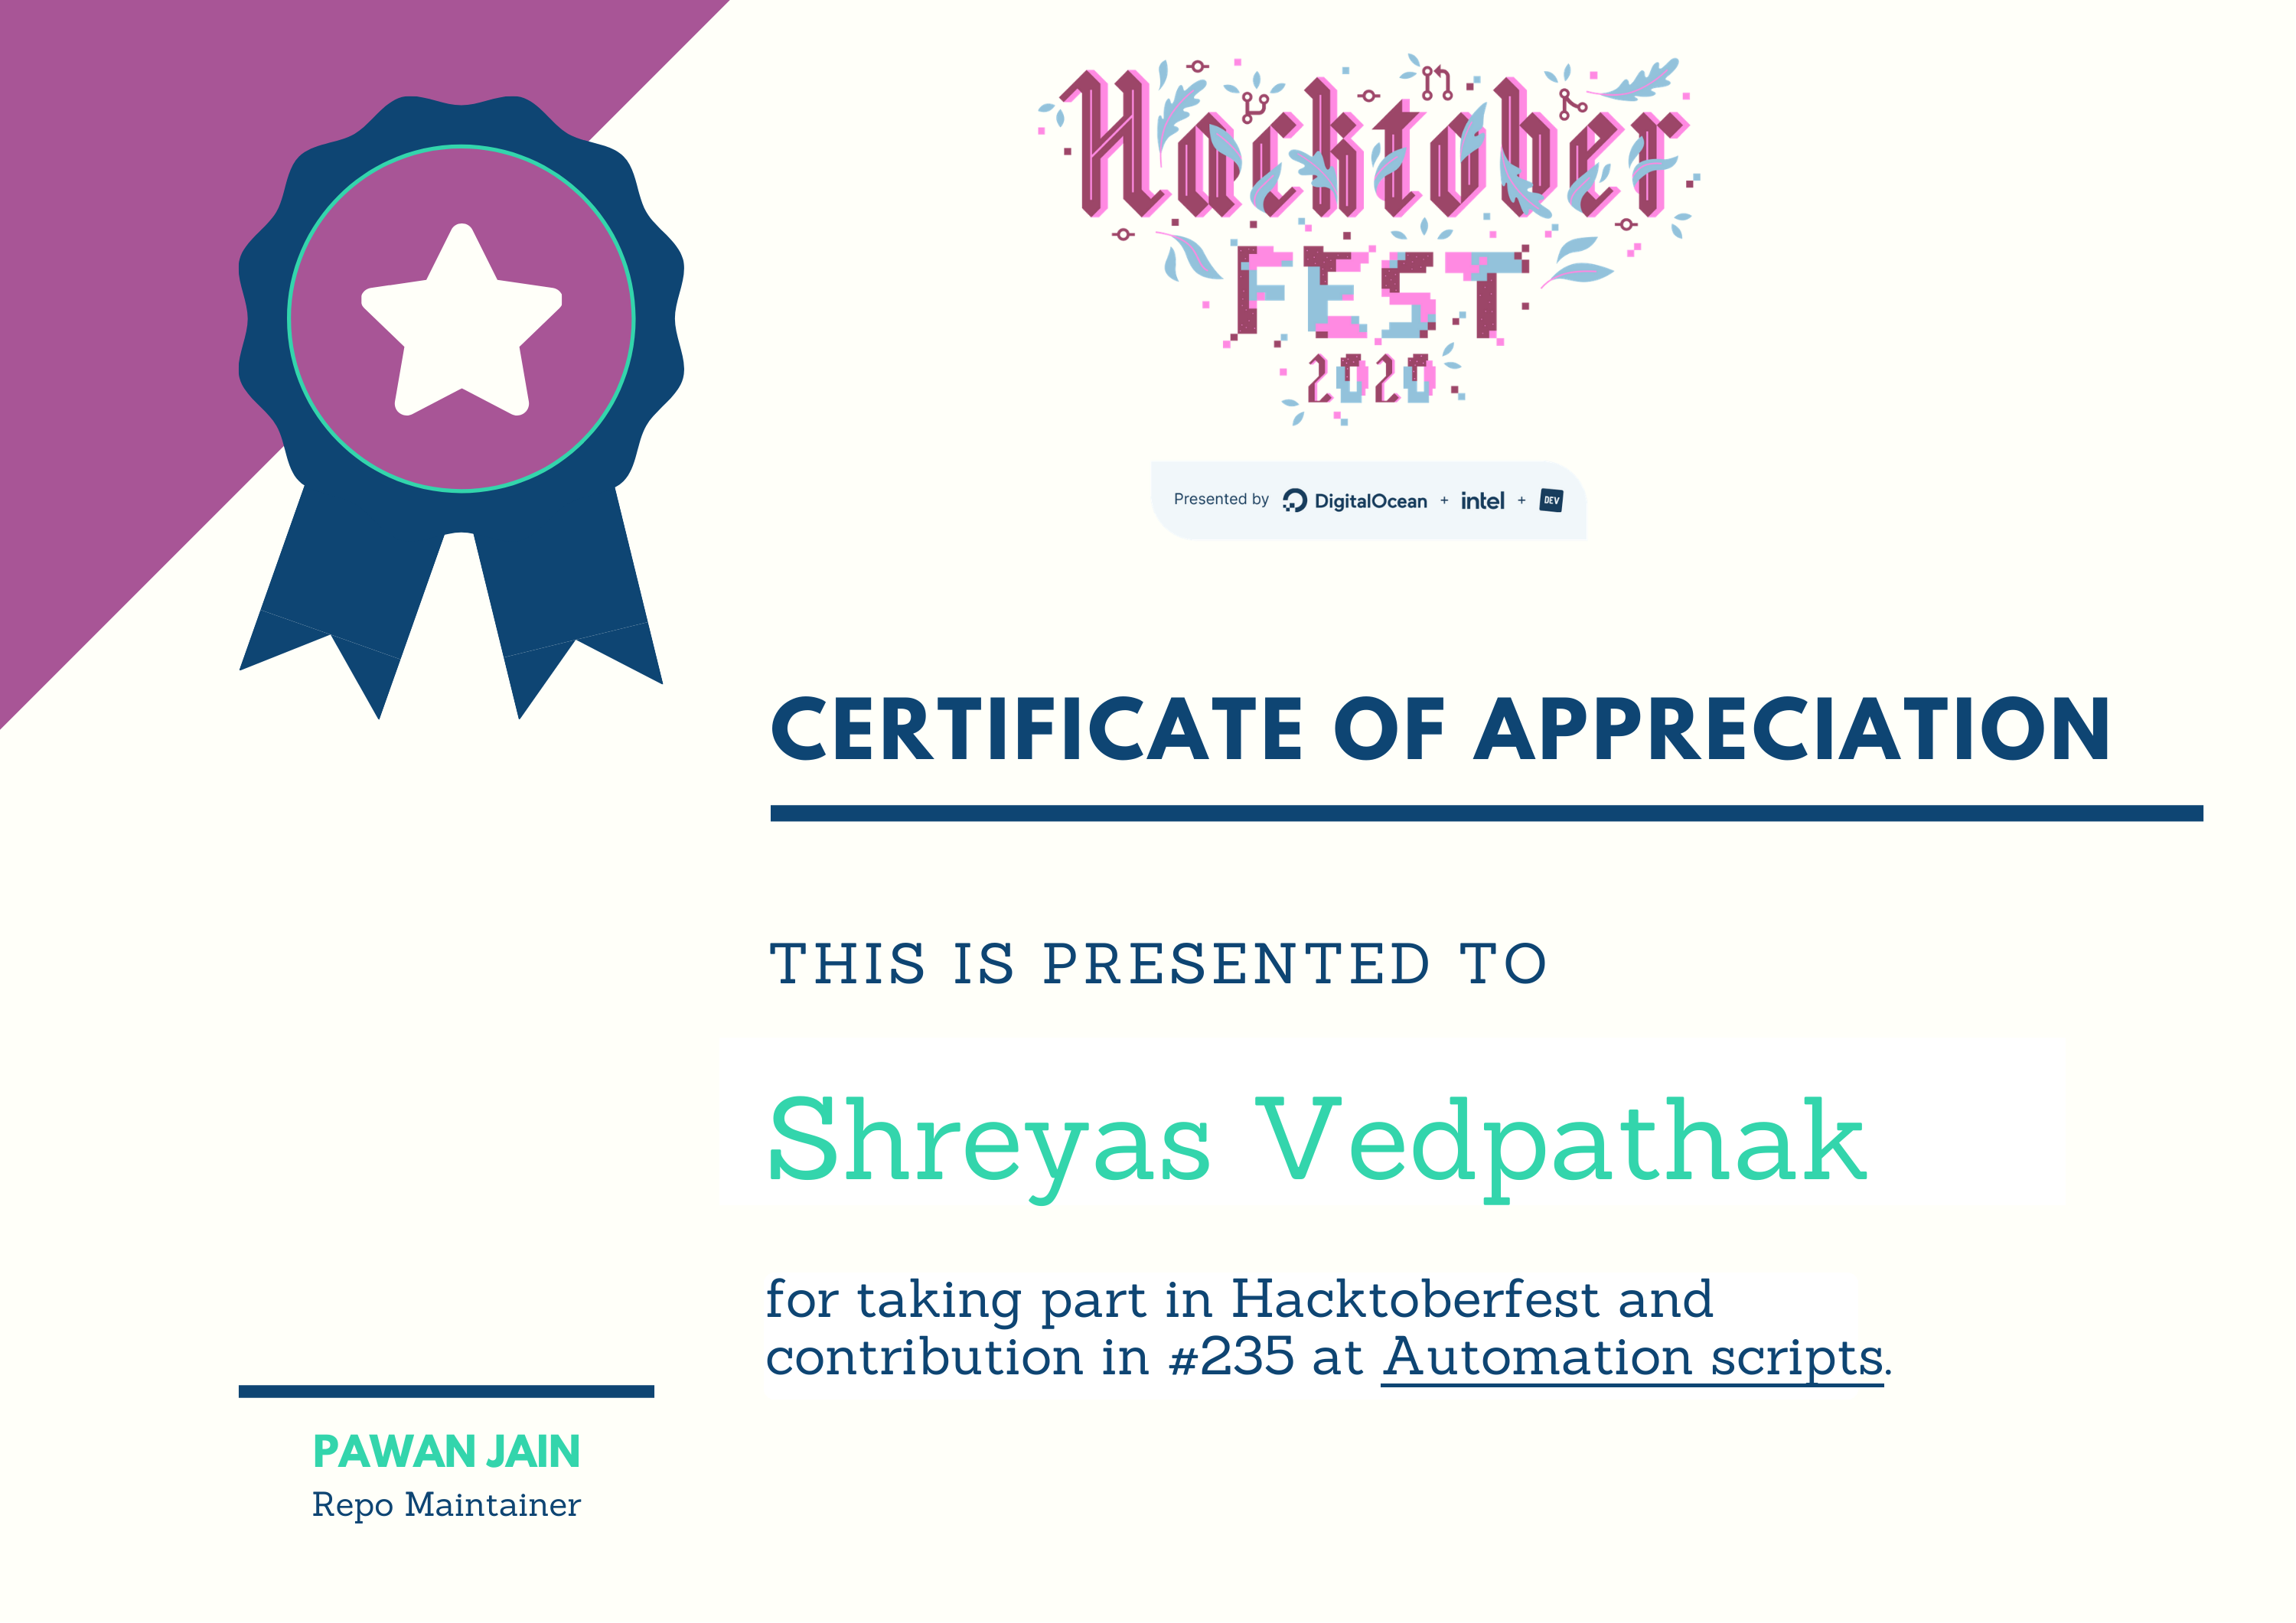 Hacktober
FEST
2020
Presented by DigitalOcean + intel + DEV
CERTIFICATE OF APPRECIATION
THIS IS PRESENTED TO
Shreyas Vedpathak
for taking part in Hacktoberfest and
contribution in #235 at Automation scripts.
PAWAN JAIN
Repo Maintainer